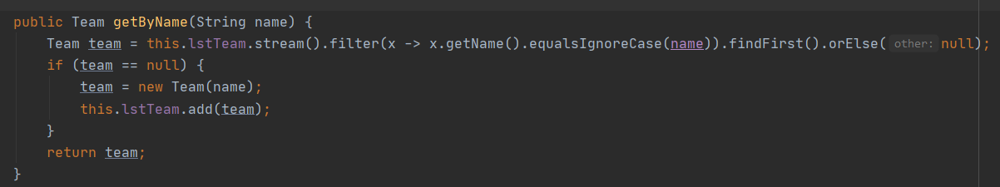 public Team getByName(String name) {
    Team team = this.lstTeam.stream().filter(x -> x.getName().equalsIgnoreCase(name)).findFirst().orElse( other: null);
    if (team == null) {
        team = new Team(name);
        this.lstTeam.add(team);
    }
    return team;
}